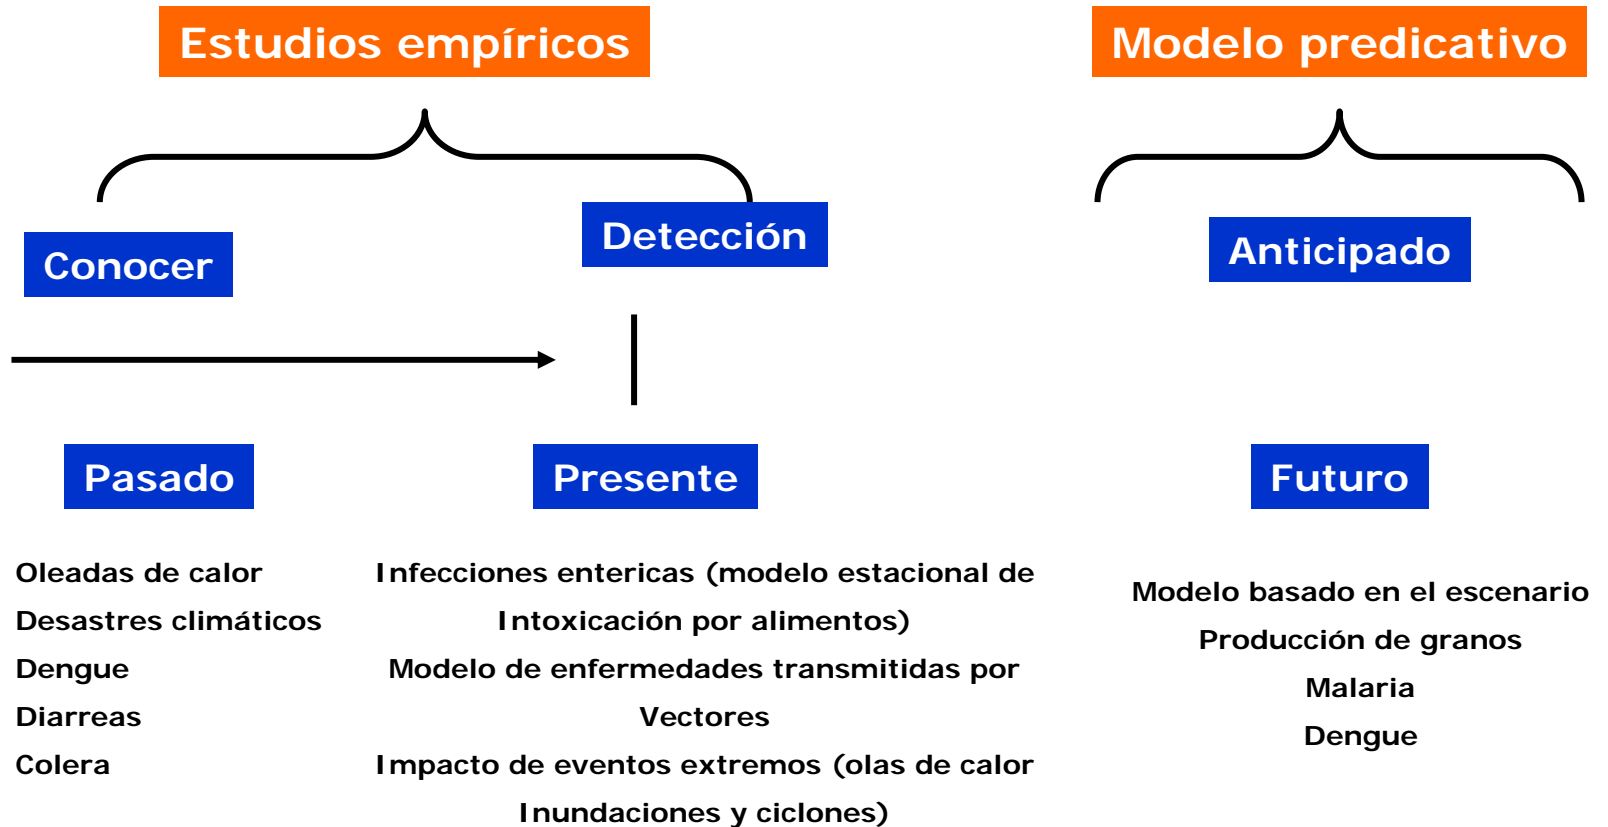 Estudios empíricos
Modelo predicativo
Conocer
Detección
Anticipado
Pasado
Presente
Futuro
Oleadas de calor
Desastres climáticos
Dengue
Diarreas
Colera
Infecciones entericas (modelo estacional de
Intoxicación por alimentos)
Modelo de enfermedades transmitidas por
Vectores
Impacto de eventos extremos (olas de calor
Inundaciones y ciclones)
Modelo basado en el escenario
Producción de granos
Malaria
Dengue